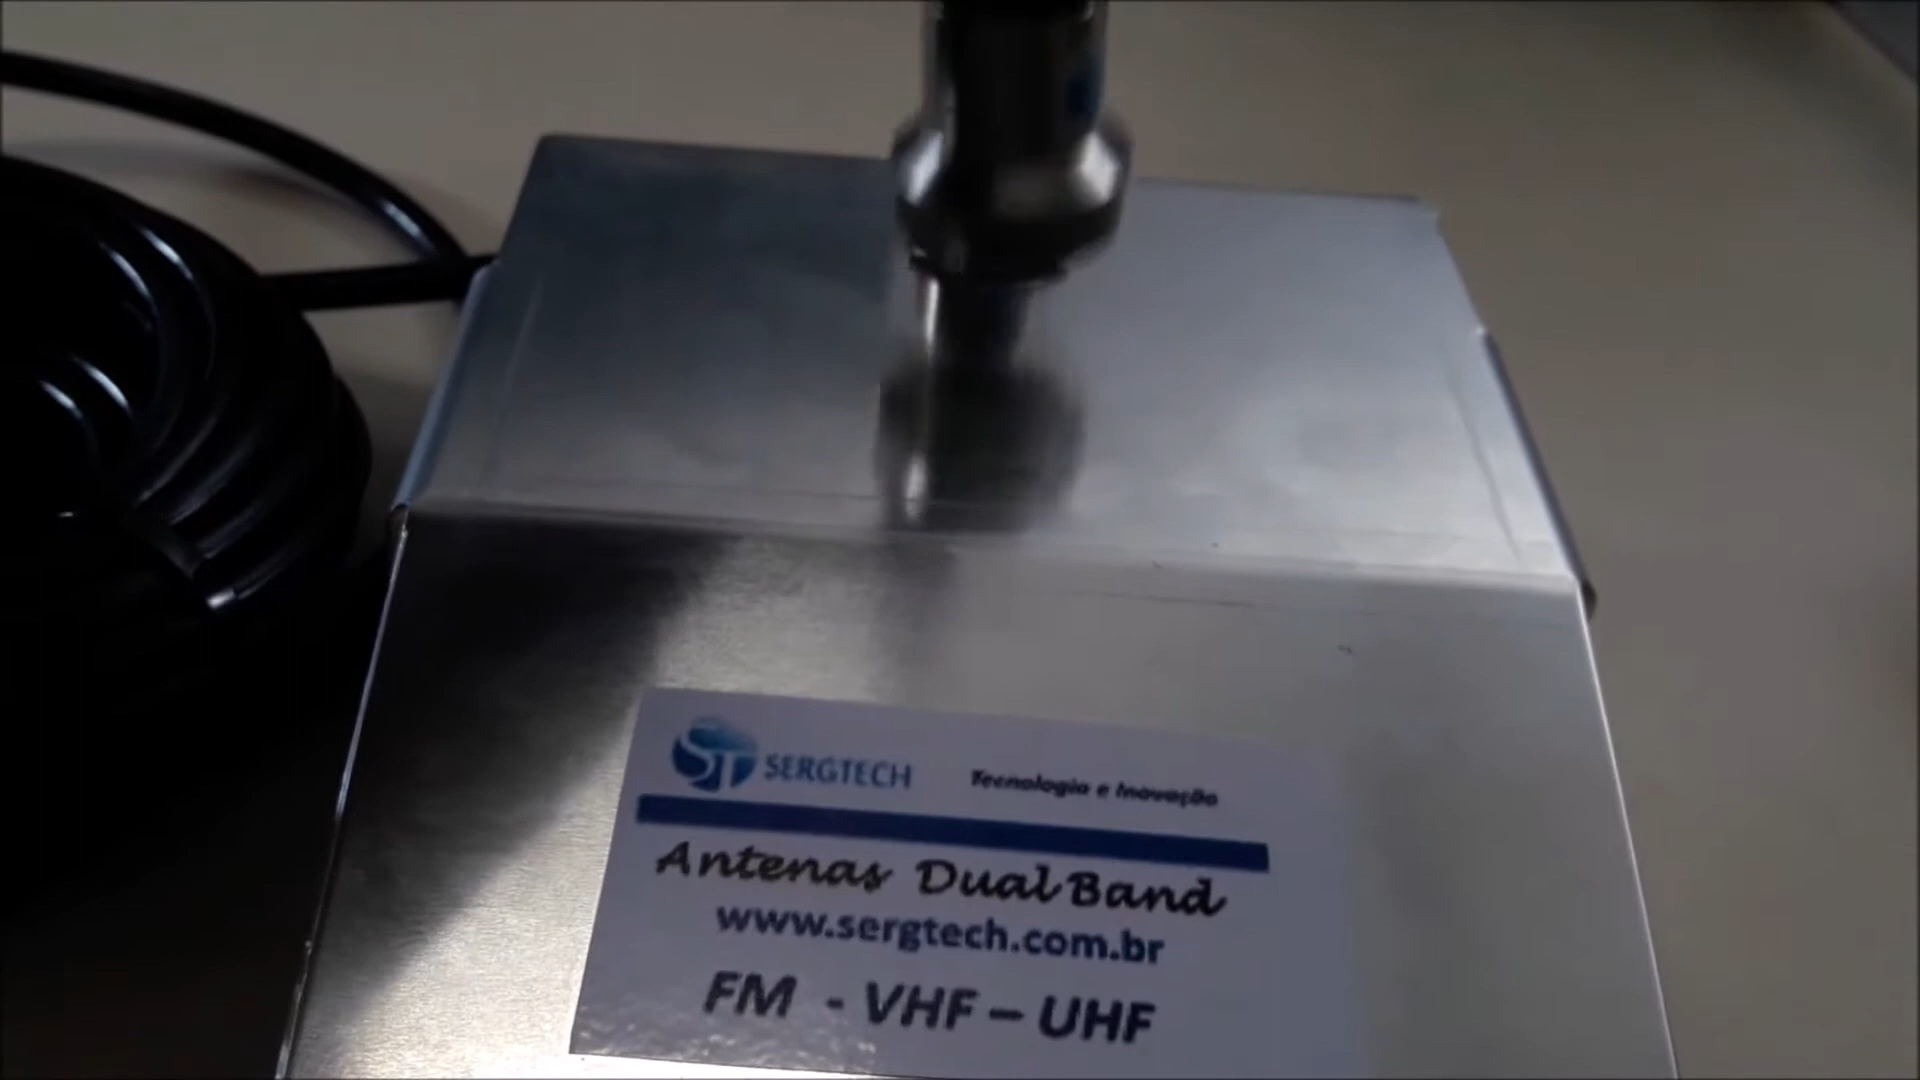 ST SERGTECH Tecnologia e Inovação
Antenas Dual Band
www.sergtech.com.br
FM - VHF – UHF